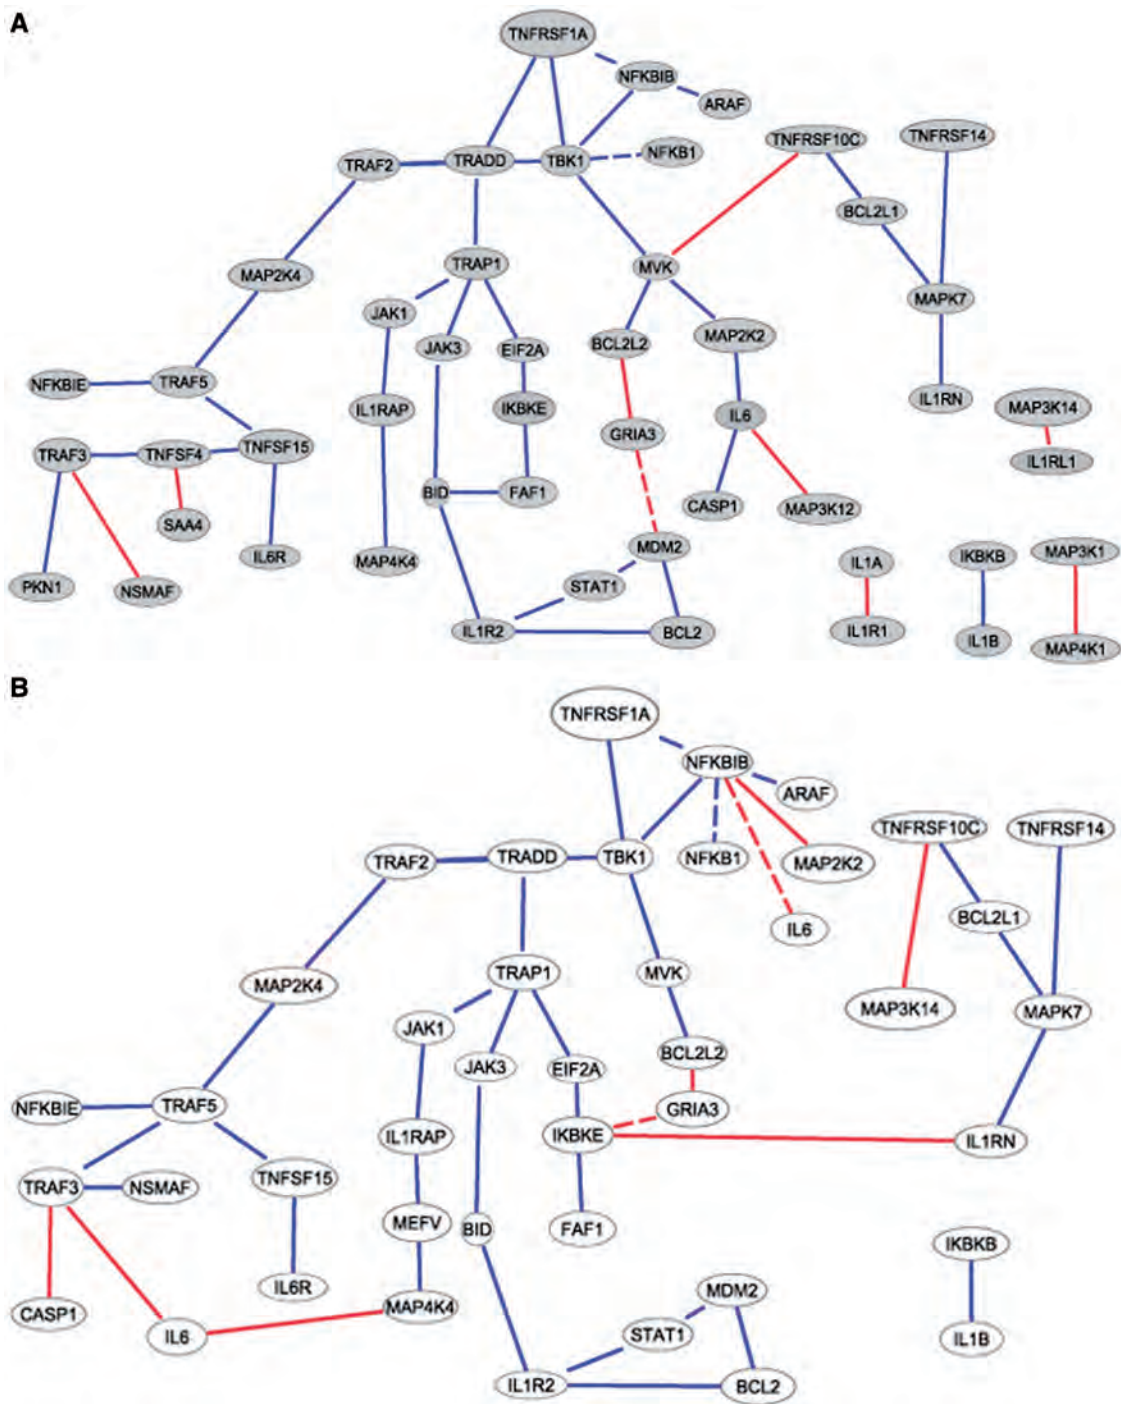 A
TNFRSF1A
NFKBIB
ARAF
TNFRSF10C
TNFRSF14
TRAF2
TRADD
TBK1
NFKB1
BCL2L1
MAP2K4
TRAP1
MVK
MAPK7
JAK1
JAK3
EIF2A
BCL2L2
MAP2K2
NFKBIE
TRAF5
IL1RAP
IKBKE
IL6
IL1RN
MAP3K14
GRIA3
TRAF3
TNFSF4
TNFSF15
IL1RL1
BID
FAF1
CASP1
MAP3K12
SAA4
MDM2
IL6R
MAP4K4
IL1A
IKBKB
MAP3K1
PKN1
NSMAF
STAT1
IL1R2
BCL2
IL1R1
IL1B
MAP4K1
B
TNFRSF1A
NFKBIB
ARAF
TNFRSF10C
TNFRSF14
TRAF2
TRADD
TBK1
NFKB1
MAP2K2
BCL2L1
IL6
MAP2K4
TRAP1
MVK
MAP3K14
MAPK7
JAK1
JAK3
EIF2A
BCL2L2
NFKBIE
TRAF5
GRIA3
IL1RAP
IKBKE
IL1RN
TRAF3
NSMAF
TNFSF15
MEFV
BID
FAF1
IKBKB
IL6R
MDM2
CASP1
IL6
MAP4K4
STAT1
IL1B
IL1R2
BCL2